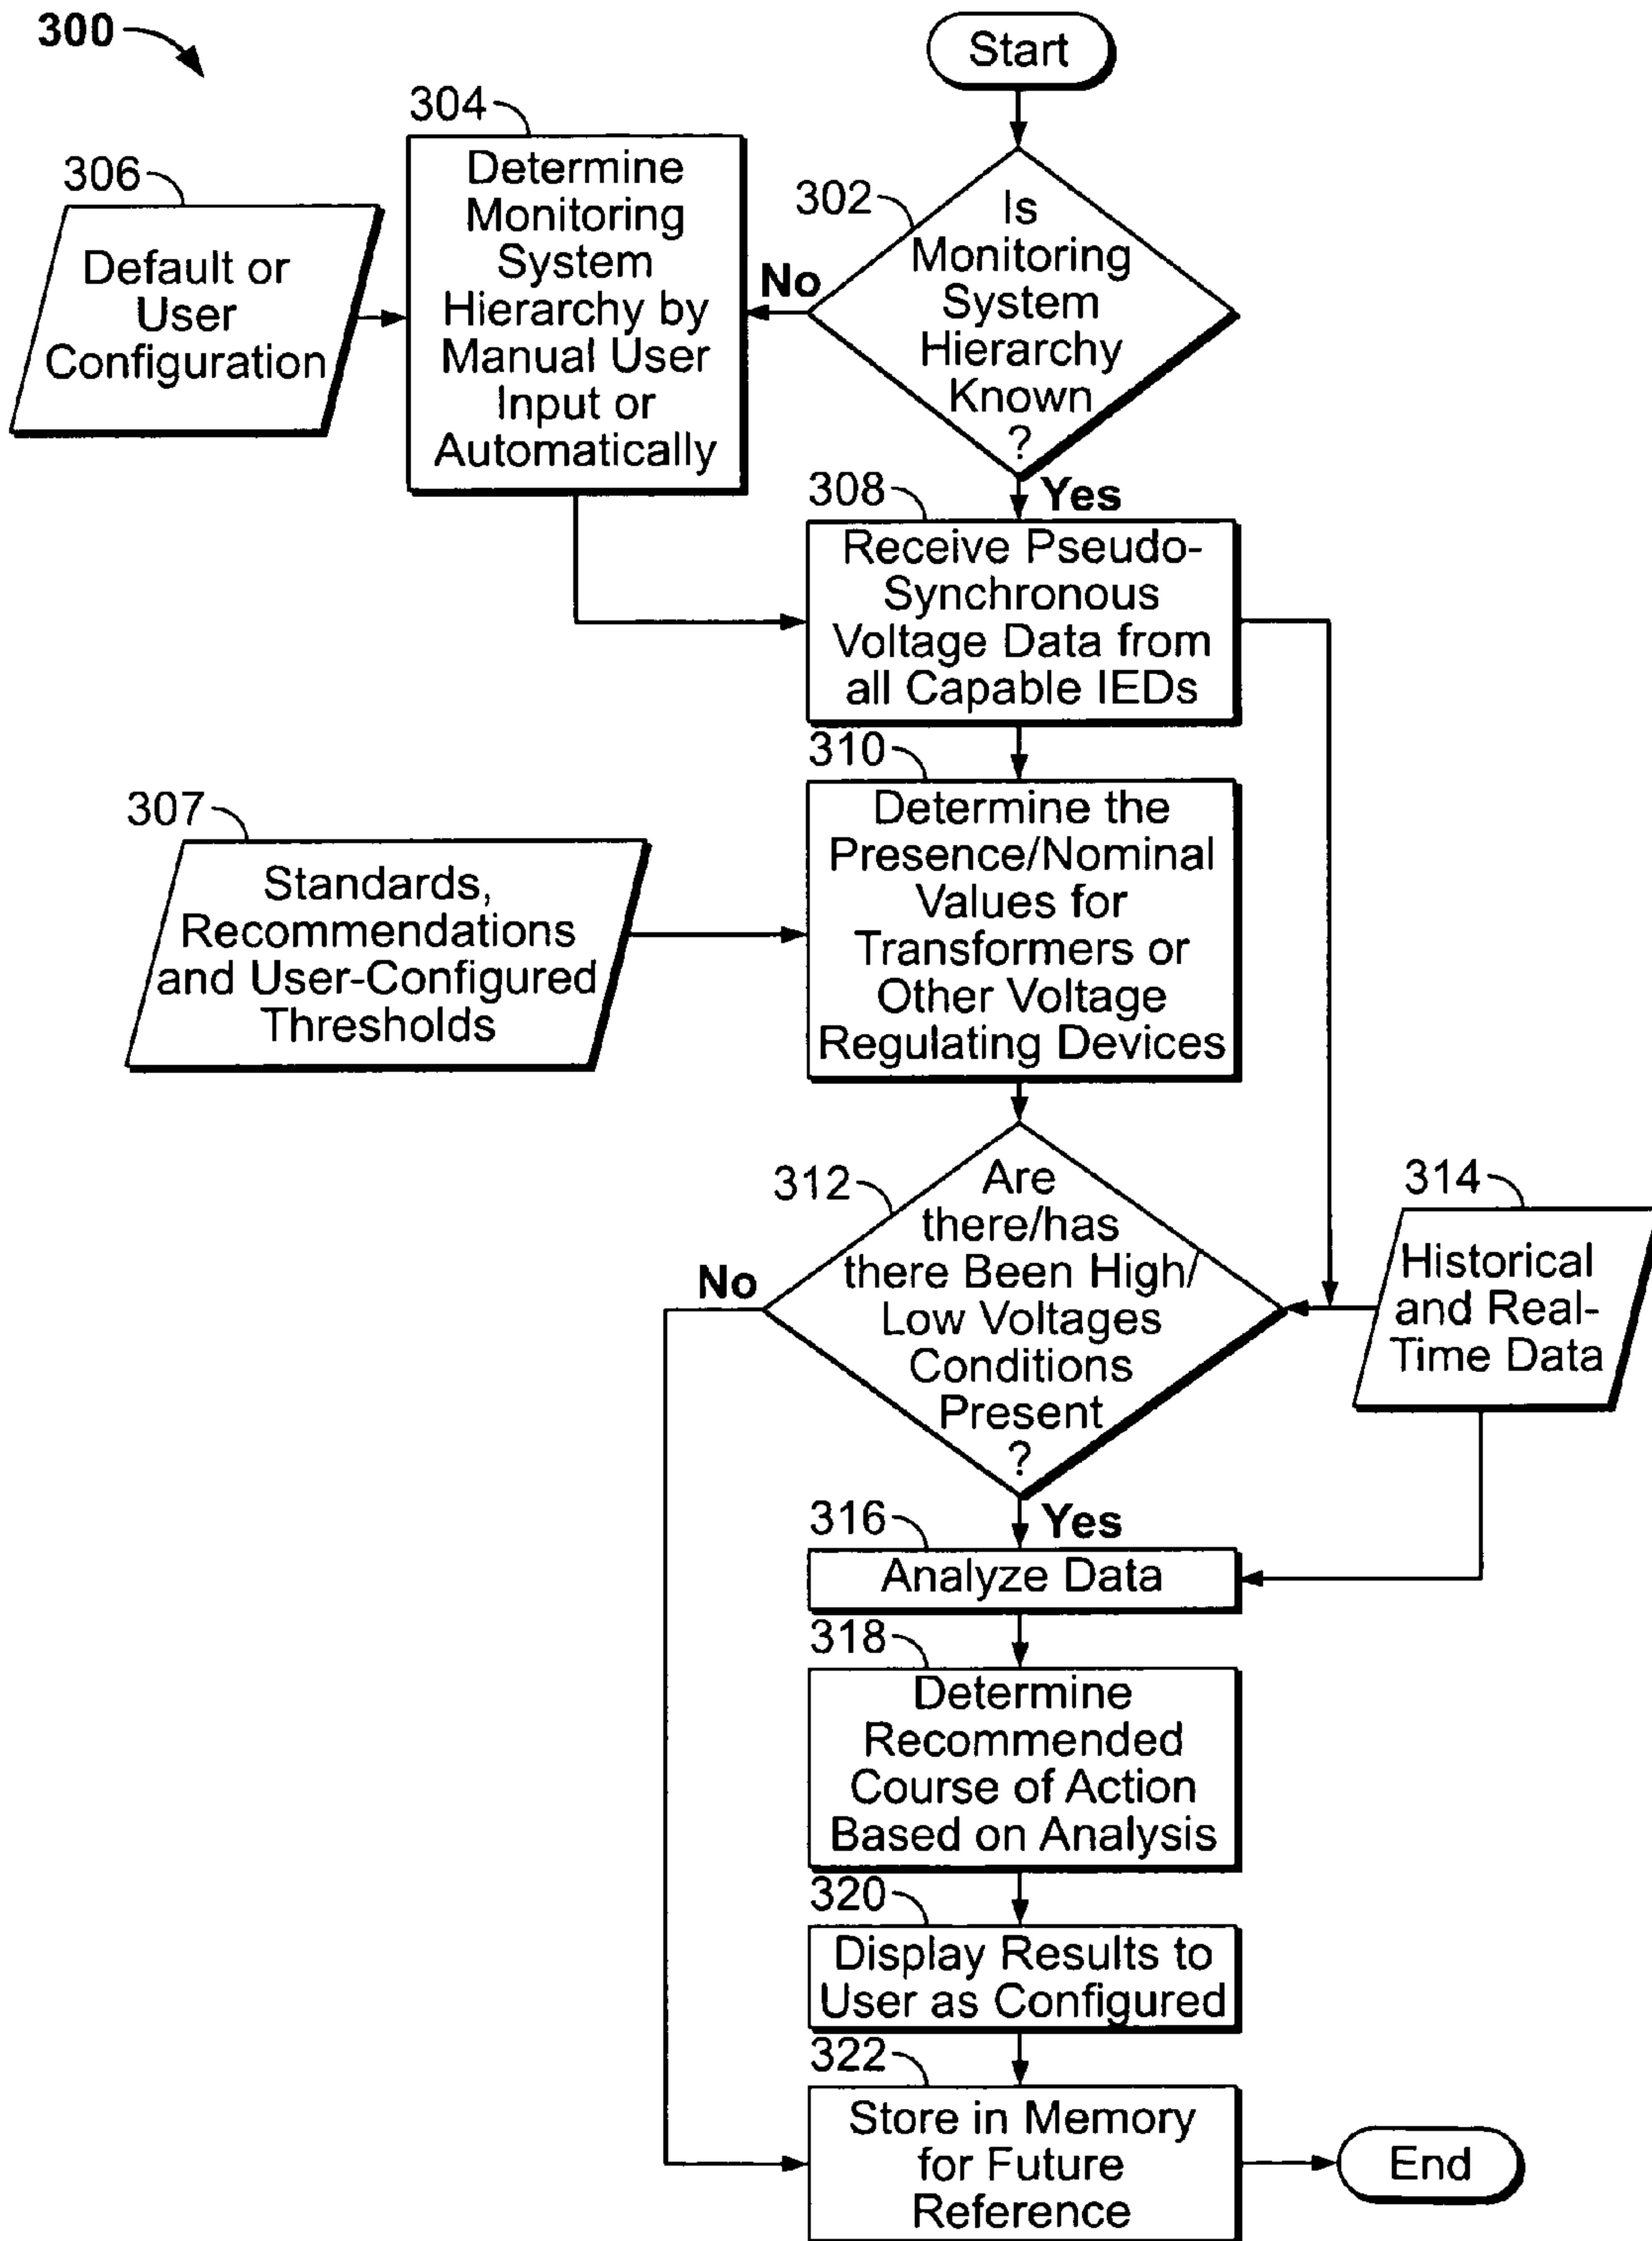 300
Start
304
Determine
Monitoring
System
Hierarchy by
Manual User
Input or
Automatically
306
Default or
User
Configuration
302
Is
Monitoring
System
Hierarchy
Known
?
No
Yes
308
Receive Pseudo-
Synchronous
Voltage Data from
all Capable IEDs
310
Determine the
Presence/Nominal
Values for
Transformers or
Other Voltage
Regulating Devices
307
Standards,
Recommendations
and User-Configured
Thresholds
312
Are
there/has
there Been High/
Low Voltages
Conditions
Present
?
No
Yes
314
Historical
and Real-
Time Data
316
Analyze Data
318
Determine
Recommended
Course of Action
Based on Analysis
320
Display Results to
User as Configured
322
Store in Memory
for Future
Reference
End